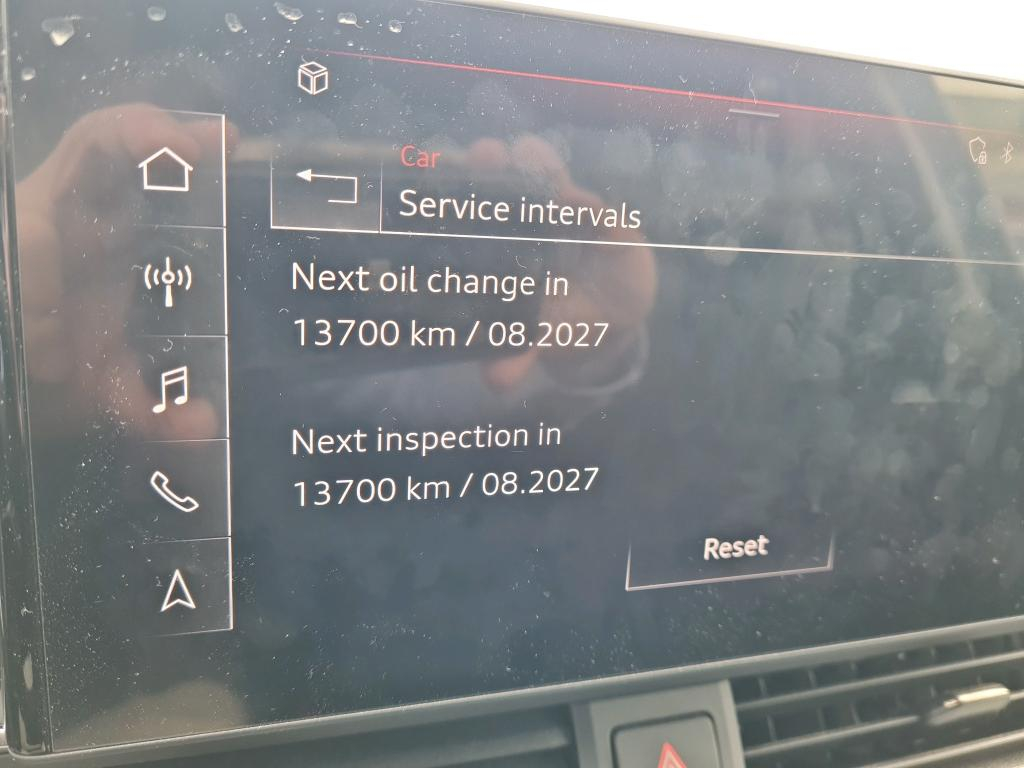 Car
Service intervals
Next oil change in
13700 km / 08.2027
Next inspection in
13700 km / 08.2027
Reset